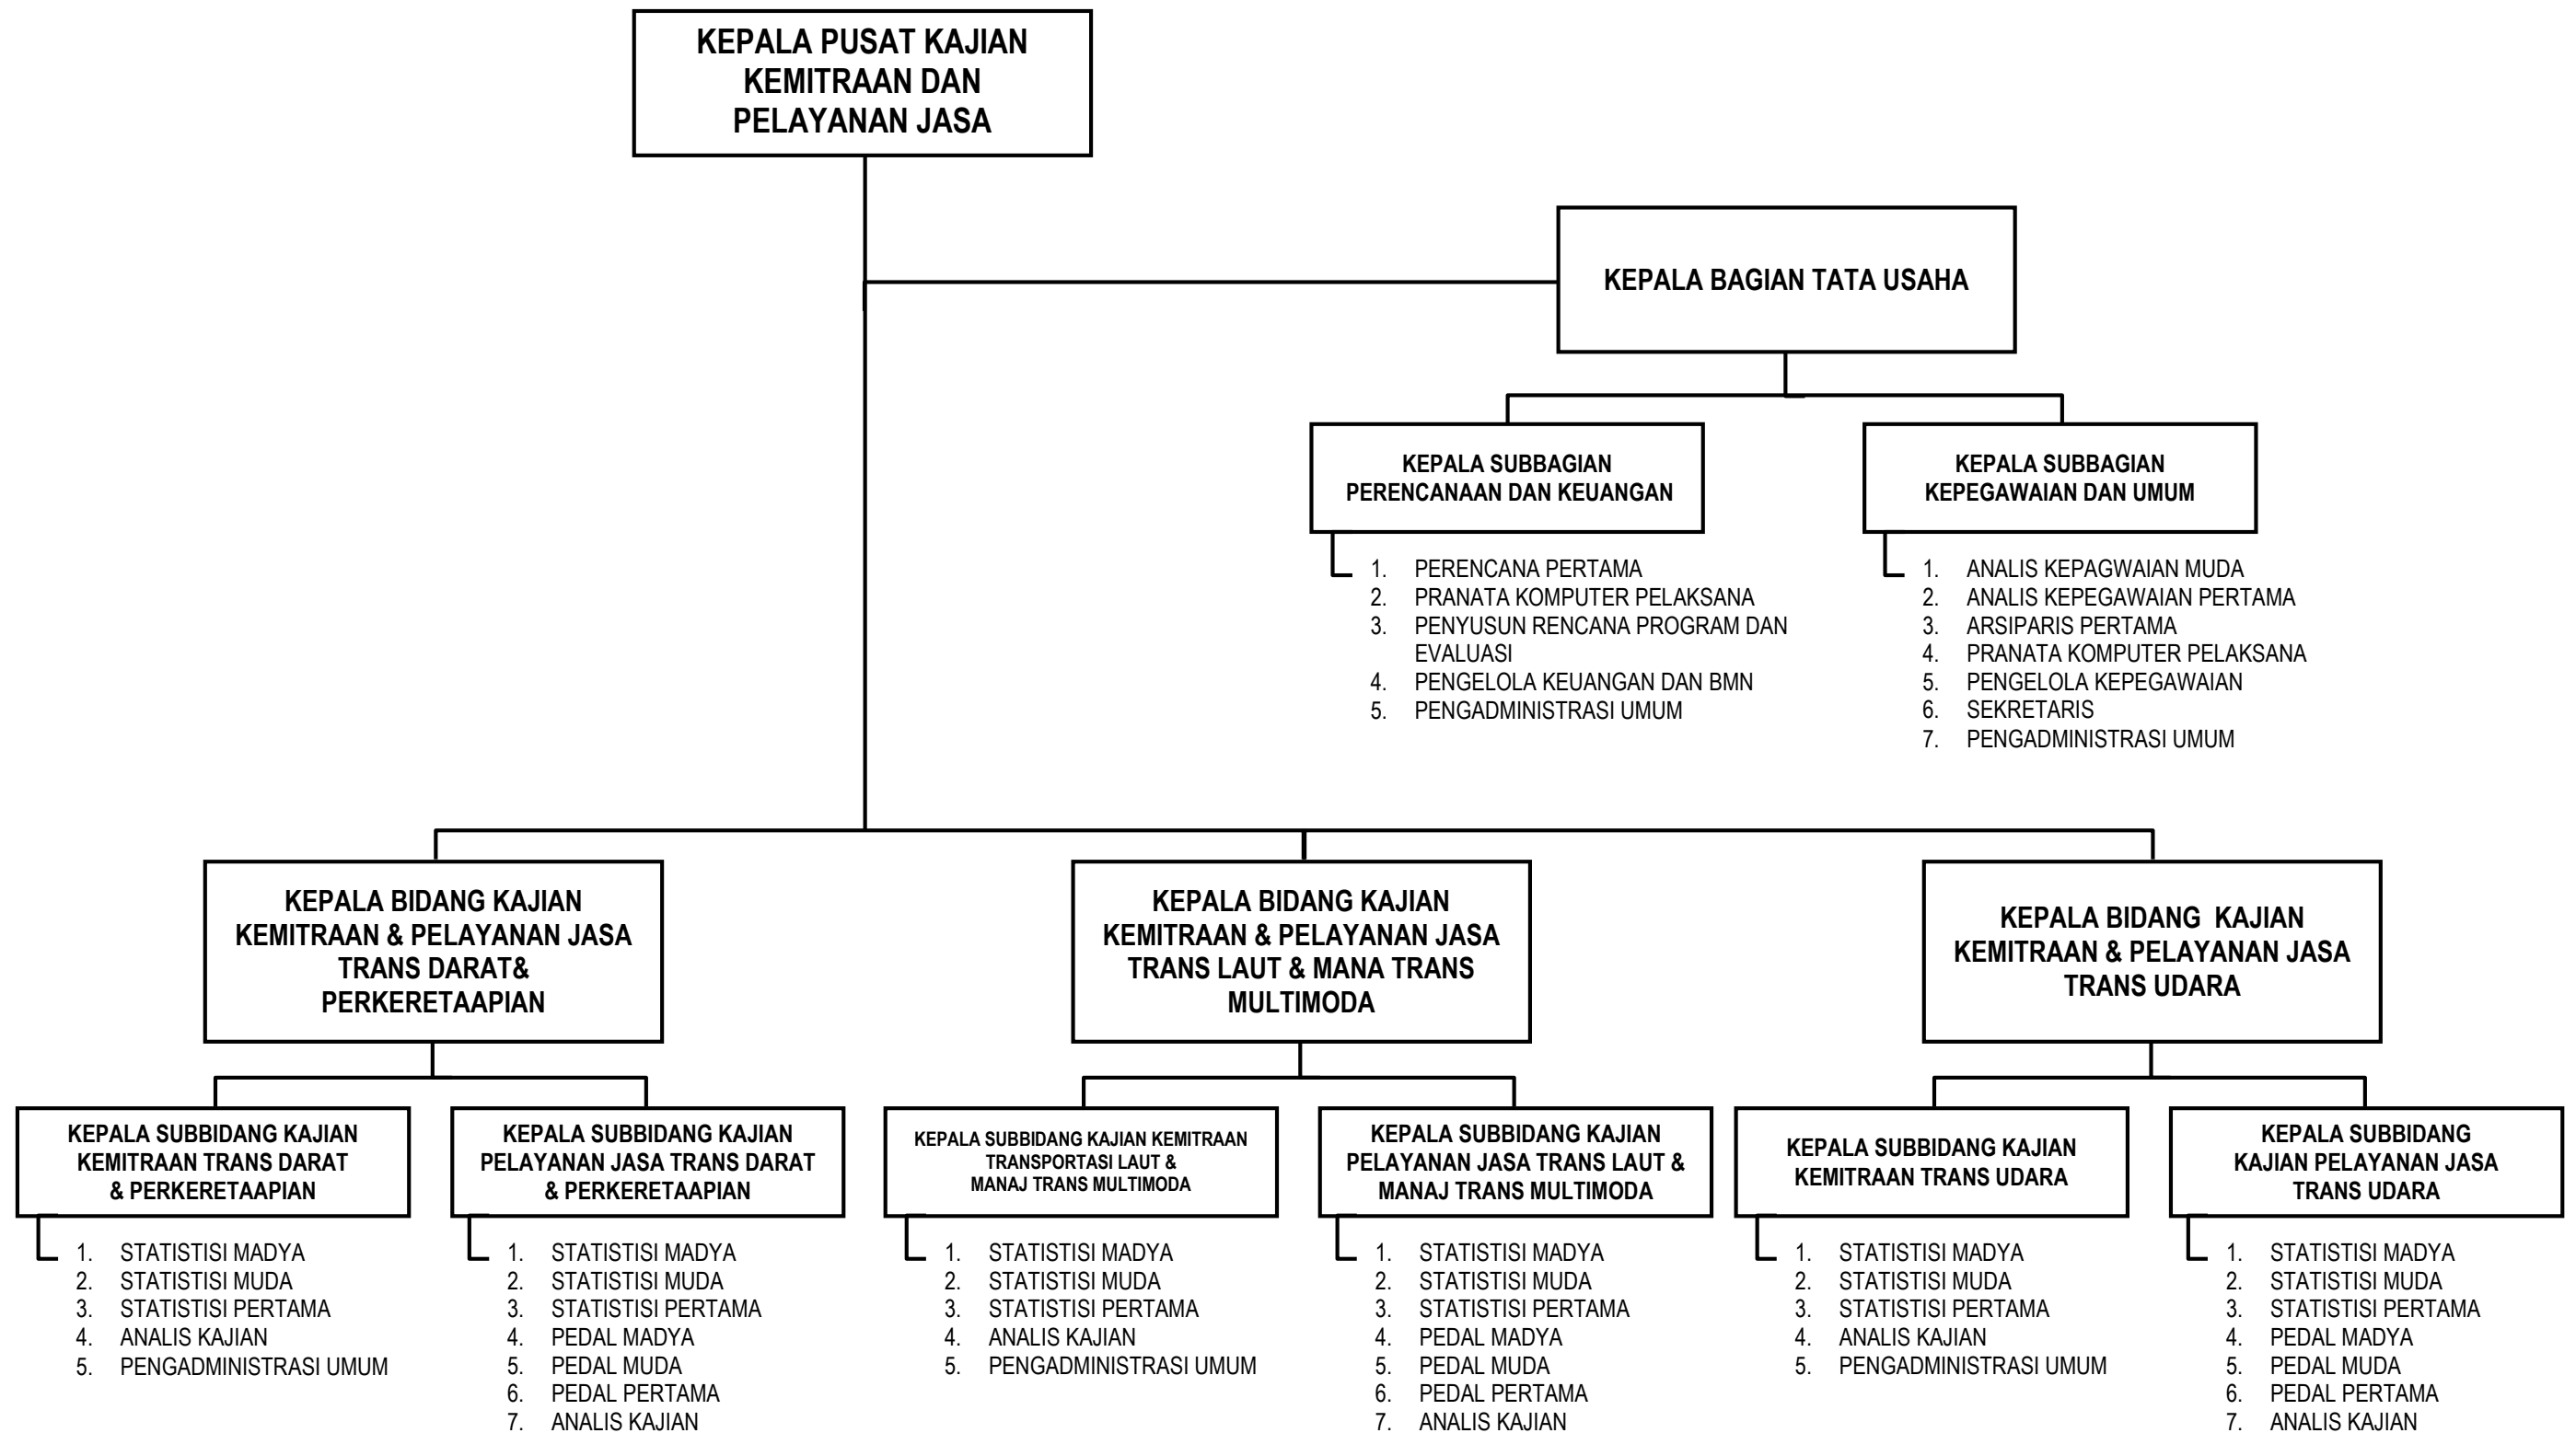 KEPALA PUSAT KAJIAN
KEMITRAAN DAN
PELAYANAN JASA
KEPALA BAGIAN TATA USAHA
KEPALA SUBBAGIAN
PERENCANAAN DAN KEUANGAN
1. PERENCANA PERTAMA
2. PRANATA KOMPUTER PELAKSANA
3. PENYUSUN RENCANA PROGRAM DAN
EVALUASI
4. PENGELOLA KEUANGAN DAN BMN
5. PENGADMINISTRASI UMUM
KEPALA SUBBAGIAN
KEPEGAWAIAN DAN UMUM
1. ANALIS KEPAGWAIAN MUDA
2. ANALIS KEPEGAWAIAN PERTAMA
3. ARSIPARIS PERTAMA
4. PRANATA KOMPUTER PELAKSANA
5. PENGELOLA KEPEGAWAIAN
6. SEKRETARIS
7. PENGADMINISTRASI UMUM
KEPALA BIDANG KAJIAN
KEMITRAAN & PELAYANAN JASA
TRANS DARAT&
PERKERETAAPIAN
KEPALA BIDANG KAJIAN
KEMITRAAN & PELAYANAN JASA
TRANS LAUT & MANA TRANS
MULTIMODA
KEPALA BIDANG KAJIAN
KEMITRAAN & PELAYANAN JASA
TRANS UDARA
KEPALA SUBBIDANG KAJIAN
KEMITRAAN TRANS DARAT
& PERKERETAAPIAN
1. STATISTISI MADYA
2. STATISTISI MUDA
3. STATISTISI PERTAMA
4. ANALIS KAJIAN
5. PENGADMINISTRASI UMUM
KEPALA SUBBIDANG KAJIAN
PELAYANAN JASA TRANS DARAT
& PERKERETAAPIAN
1. STATISTISI MADYA
2. STATISTISI MUDA
3. STATISTISI PERTAMA
4. PEDAL MADYA
5. PEDAL MUDA
6. PEDAL PERTAMA
7. ANALIS KAJIAN
KEPALA SUBBIDANG KAJIAN KEMITRAAN
TRANSPORTASI LAUT &
MANAJ TRANS MULTIMODA
1. STATISTISI MADYA
2. STATISTISI MUDA
3. STATISTISI PERTAMA
4. ANALIS KAJIAN
5. PENGADMINISTRASI UMUM
KEPALA SUBBIDANG KAJIAN
PELAYANAN JASA TRANS LAUT &
MANAJ TRANS MULTIMODA
1. STATISTISI MADYA
2. STATISTISI MUDA
3. STATISTISI PERTAMA
4. PEDAL MADYA
5. PEDAL MUDA
6. PEDAL PERTAMA
7. ANALIS KAJIAN
KEPALA SUBBIDANG KAJIAN
KEMITRAAN TRANS UDARA
1. STATISTISI MADYA
2. STATISTISI MUDA
3. STATISTISI PERTAMA
4. ANALIS KAJIAN
5. PENGADMINISTRASI UMUM
KEPALA SUBBIDANG
KAJIAN PELAYANAN JASA
TRANS UDARA
1. STATISTISI MADYA
2. STATISTISI MUDA
3. STATISTISI PERTAMA
4. PEDAL MADYA
5. PEDAL MUDA
6. PEDAL PERTAMA
7. ANALIS KAJIAN